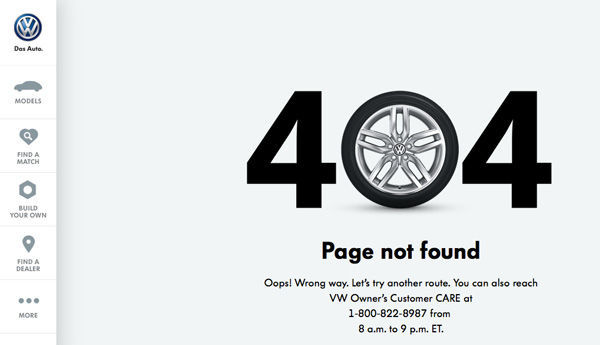 Das Auto.
MODELS
FIND A
MATCH
BUILD
YOUR OWN
FIND A
DEALER
MORE
404
Page not found
Oops! Wrong way. Let's try another route. You can also reach
VW Owner's Customer CARE at
1-800-822-8987 from
8 a.m. to 9 p.m. ET.